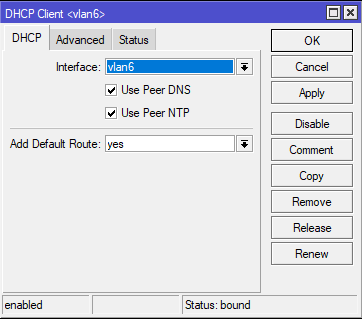 DHCP Client <vlan6>
DHCP Advanced Status
Interface: vlan6
Use Peer DNS
Use Peer NTP
Add Default Route: yes
OK
Cancel
Apply
Disable
Comment
Copy
Remove
Release
Renew
enabled
Status: bound